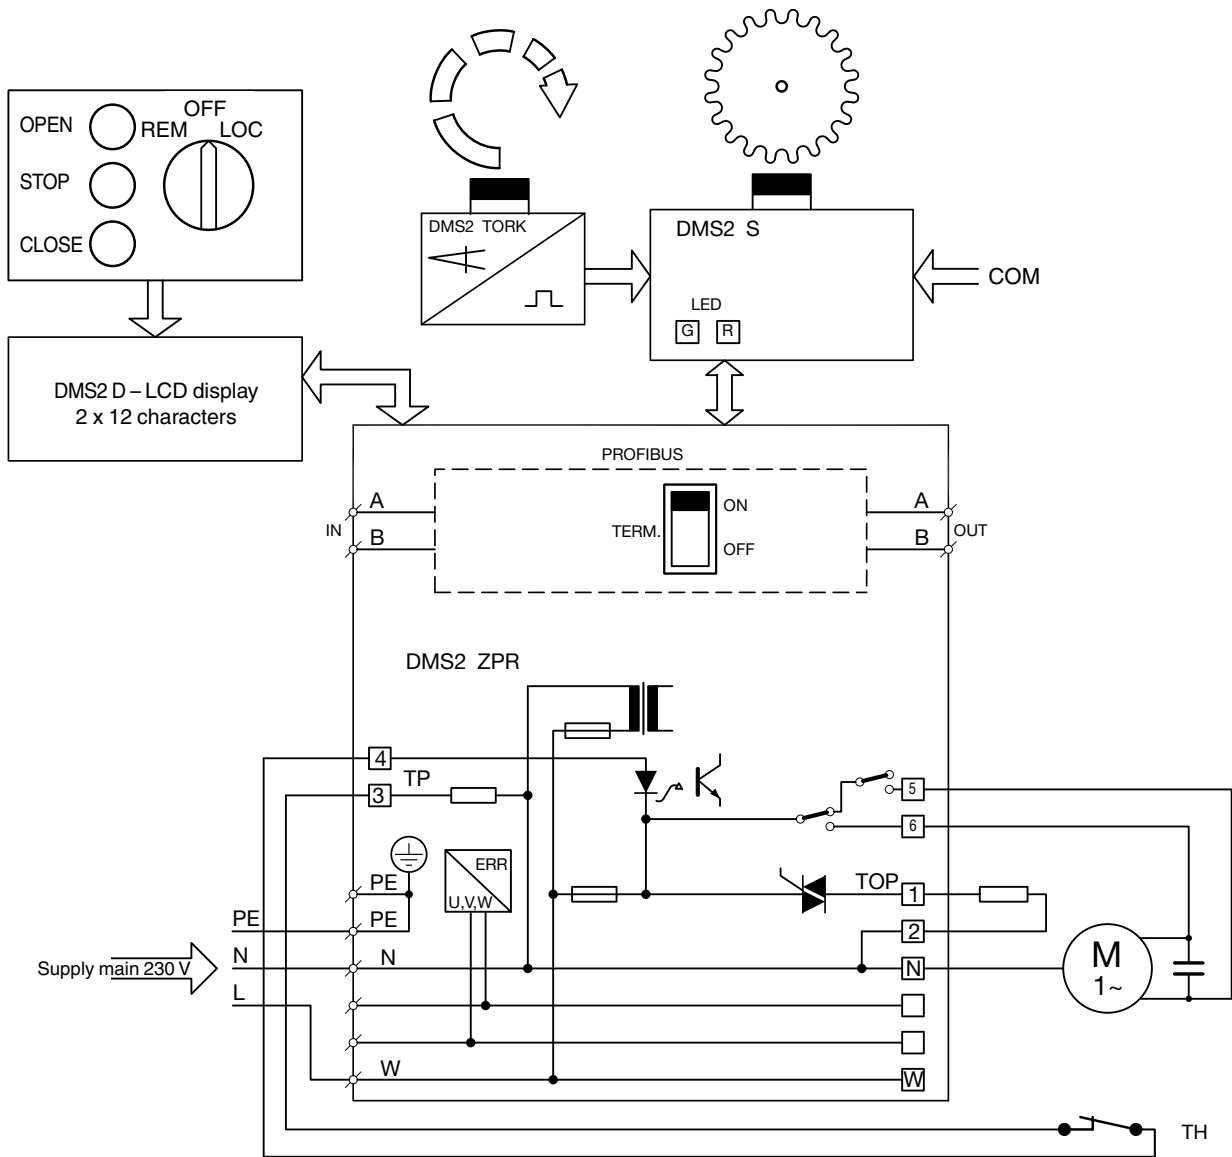 OPEN
STOP
CLOSE
OFF
REM LOC
DMS2 TORK
DMS2 S
LED
G R
COM
DMS2 D – LCD display
2 x 12 characters
PROFIBUS
IN
A
B
TERM.
ON
OFF
A
B
OUT
DMS2 ZPR
4
TP
3
5
6
ERR
U,V,W
PE
PE
PE
TOP
1
2
Supply main 230 V
N
N
N
L
W
W
M
1~
TH